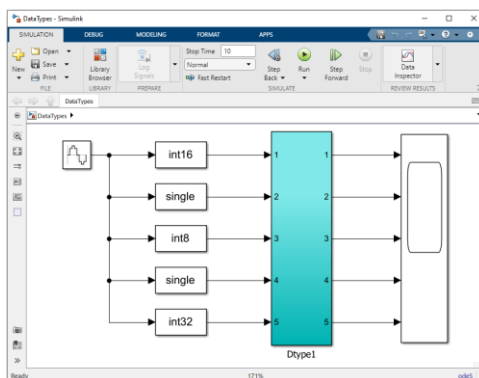 DataTypes - Simulink
SIMULATION DEBUG MODELING FORMAT APPS
New
Open
Save
Print
FILE
Library
Browser
LIBRARY
Log
Signals
PREPARE
Stop Time 10
Normal
Fast Restart
Step
Back
Run
Step
Forward
Stop
SIMULATE
Data
Inspector
REVIEW RESULTS
DataTypes
DataTypes
int16 1 1
single 2 2
int8 3 3
single 4 4
int32 5 5
Dtype1
Ready 171% ode5